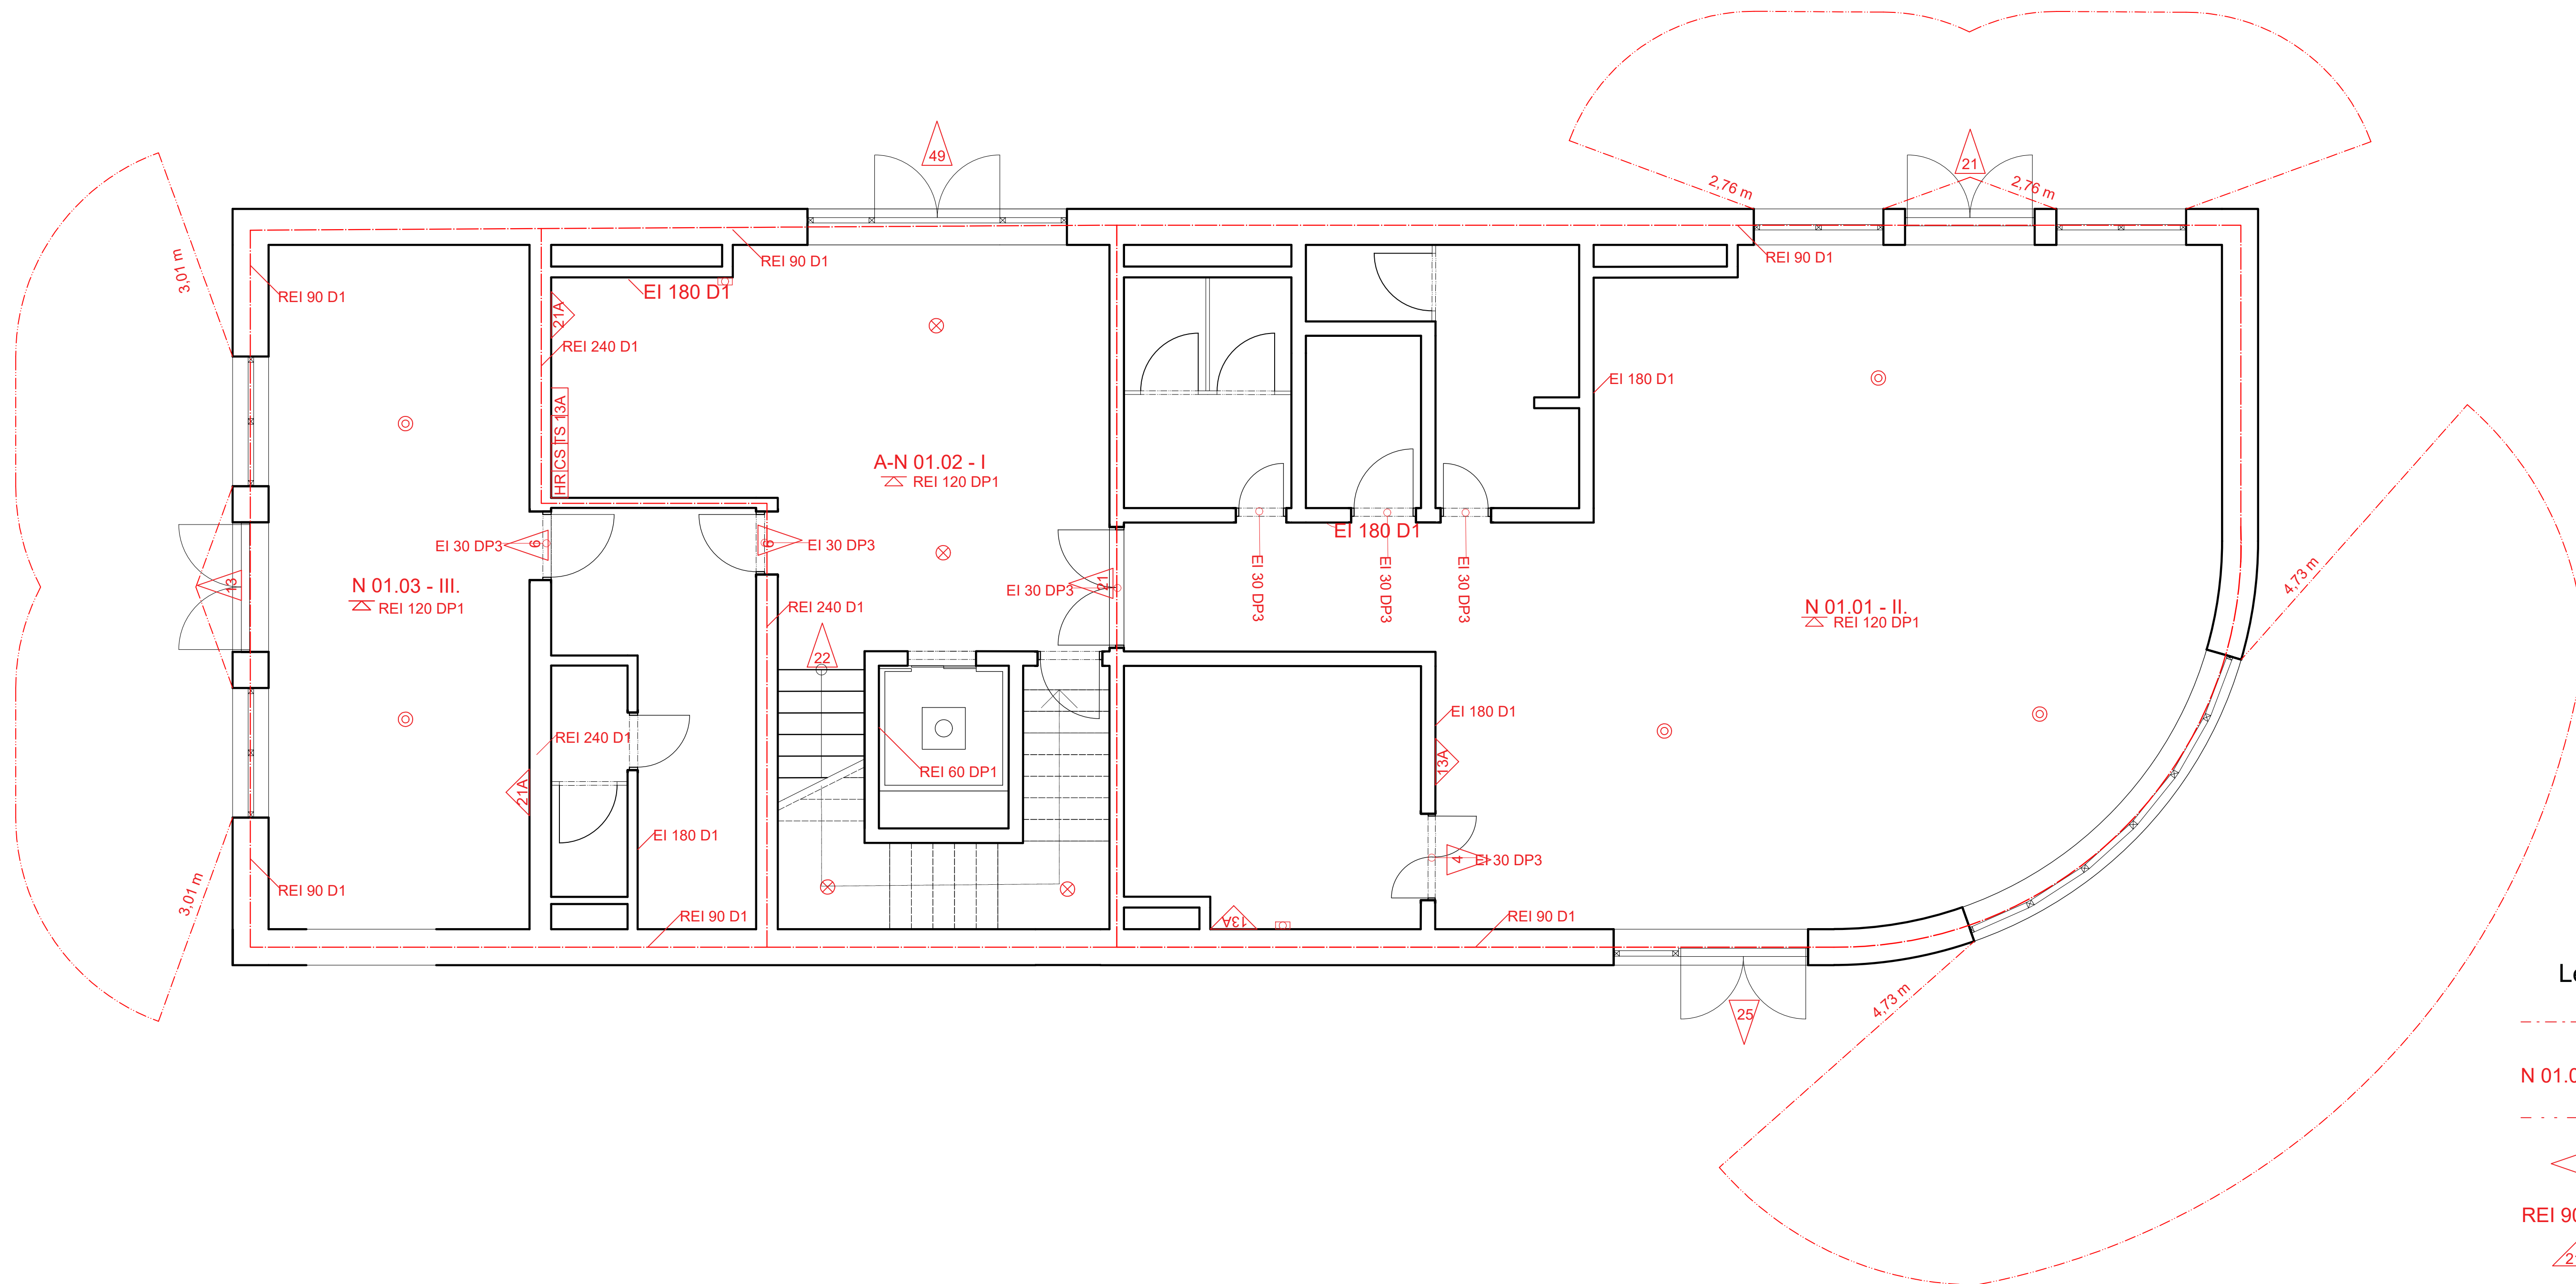 49
21
2,76 m
2,76 m
3,01 m
REI 90 D1
REI 90 D1
REI 90 D1
EI 180 D1
21A
REI 240 D1
EI 180 D1
HR CS TS 13A
A-N 01.02 - I
REI 120 DP1
EI 180 D1
EI 30 DP3
6
6
EI 30 DP3
N 01.03 - III.
REI 120 DP1
13
EI 30 DP3
21
EI 30 DP3
EI 30 DP3
EI 30 DP3
4,73 m
REI 240 D1
N 01.01 - II.
REI 120 DP1
22
EI 180 D1
REI 240 D1
REI 60 DP1
13A
21A
EI 180 D1
4
EI 30 DP3
REI 90 D1
3,01 m
REI 90 D1
13A
REI 90 D1
4,73 m
25
N 01.0
REI 90